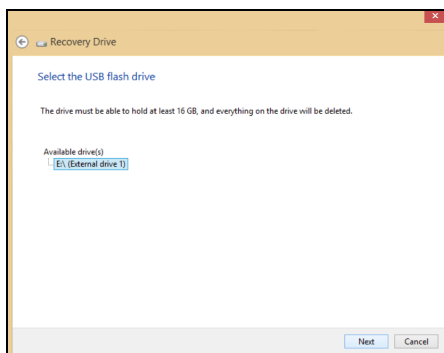 Recovery Drive
Select the USB flash drive
The drive must be able to hold at least 16 GB, and everything on the drive will be deleted.
Available drive(s)
E:\ (External drive 1)
Next Cancel